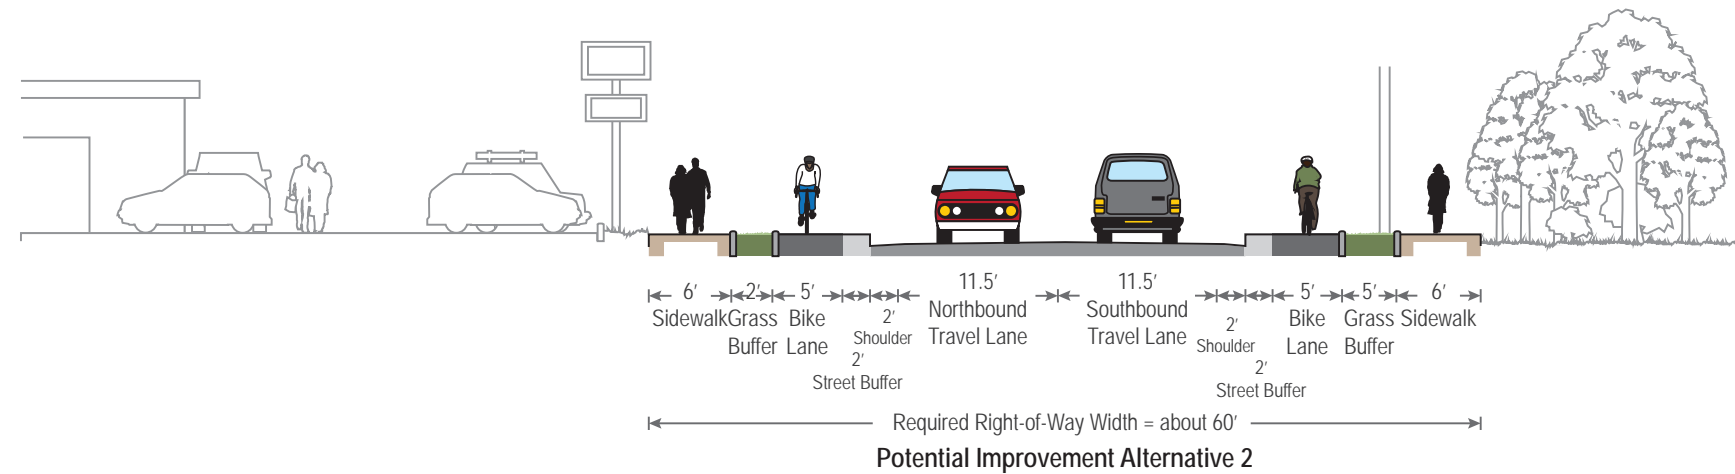 6′
Sidewalk
2′
Grass
Buffer
5′
Bike
Lane
2′
Shoulder
2′
Street Buffer
11.5′
Northbound
Travel Lane
11.5′
Southbound
Travel Lane
2′
Shoulder
2′
Street Buffer
5′
Bike
Lane
5′
Grass
Buffer
6′
Sidewalk
Required Right-of-Way Width = about 60′
Potential Improvement Alternative 2